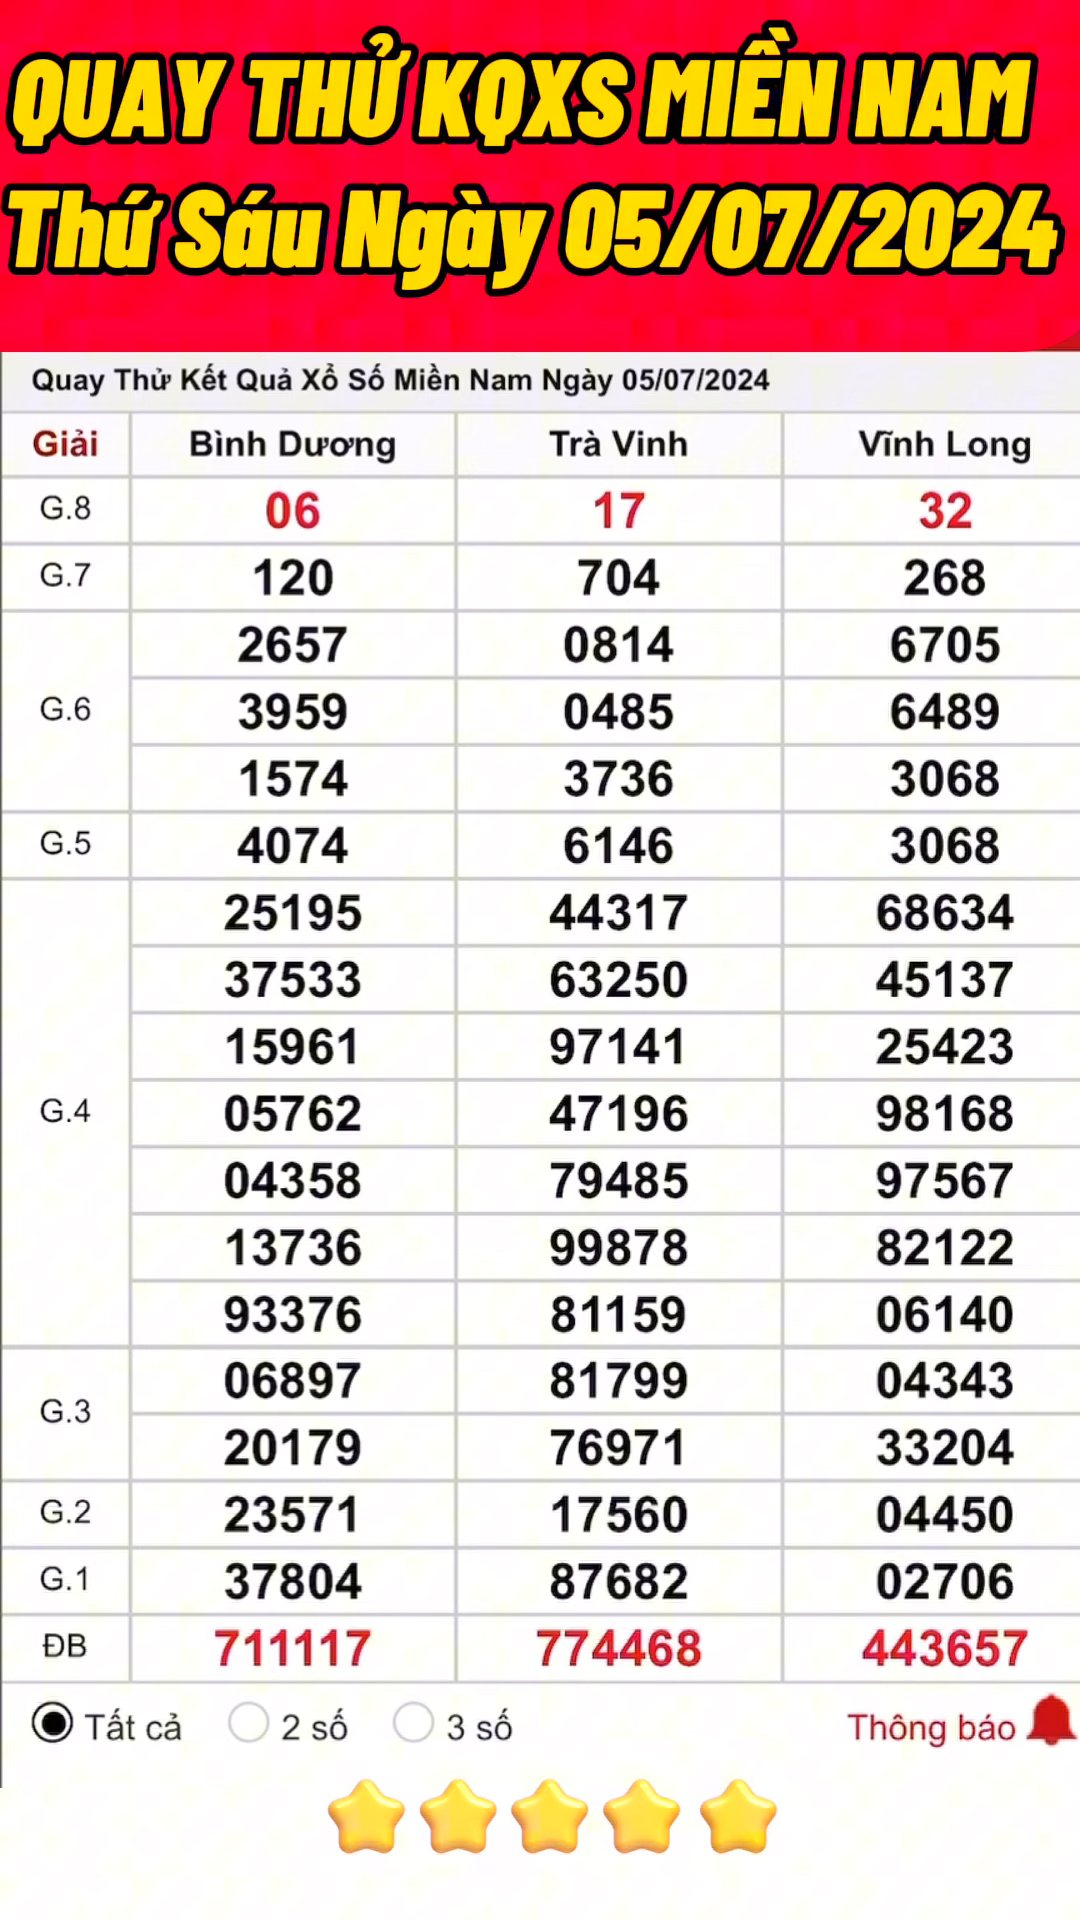 QUAY THỬ KQXS MIỀN NAM
Thứ Sáu Ngày 05/07/2024
Quay Thử Kết Quả Xổ Số Miền Nam Ngày 05/07/2024
Giải Bình Dương Trà Vinh Vĩnh Long
G.8 06 17 32
G.7 120 704 268
2657 0814 6705
G.6 3959 0485 6489
1574 3736 3068
G.5 4074 6146 3068
25195 44317 68634
37533 63250 45137
15961 97141 25423
G.4 05762 47196 98168
04358 79485 97567
13736 99878 82122
93376 81159 06140
G.3 06897 81799 04343
20179 76971 33204
G.2 23571 17560 04450
G.1 37804 87682 02706
ĐB 711117 774468 443657
Tất cả 2 số 3 số Thông báo